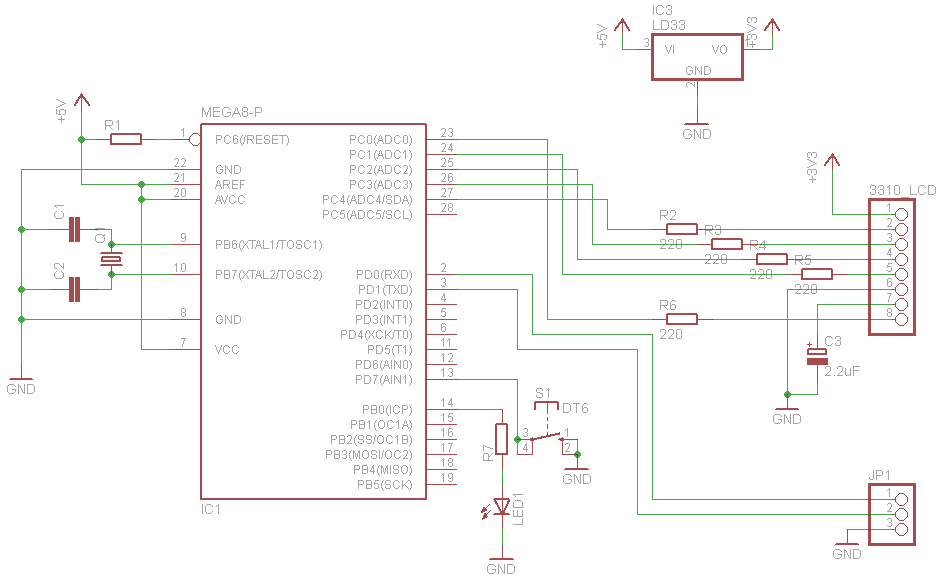 IC3
LD33
+5V
3
VI
VO
1
+3V3
GND
2
GND
+5V
R1
MEGA8-P
1
PC6(/RESET)
22
GND
21
AREF
20
AVCC
9
PB6(XTAL1/TOSC1)
10
PB7(XTAL2/TOSC2)
8
GND
7
VCC
C1
C2
Q1
GND
PC0(ADC0)
23
PC1(ADC1)
24
PC2(ADC2)
25
PC3(ADC3)
26
PC4(ADC4/SDA)
27
PC5(ADC5/SCL)
28
PD0(RXD)
2
PD1(TXD)
3
PD2(INT0)
4
PD3(INT1)
5
PD4(XCK/T0)
6
PD5(T1)
11
PD6(AIN0)
12
PD7(AIN1)
13
PB0(ICP)
14
PB1(OC1A)
15
PB2(SS/OC1B)
16
PB3(MOSI/OC2)
17
PB4(MISO)
18
PB5(SCK)
19
IC1
R2
220
R3
220
R4
220
R5
220
R6
220
+3V3
3310_LCD
1
2
3
4
5
6
7
8
+
C3
2.2uF
GND
S1
DT6
3
4
1
2
GND
R7
LED1
GND
JP1
1
2
3
GND